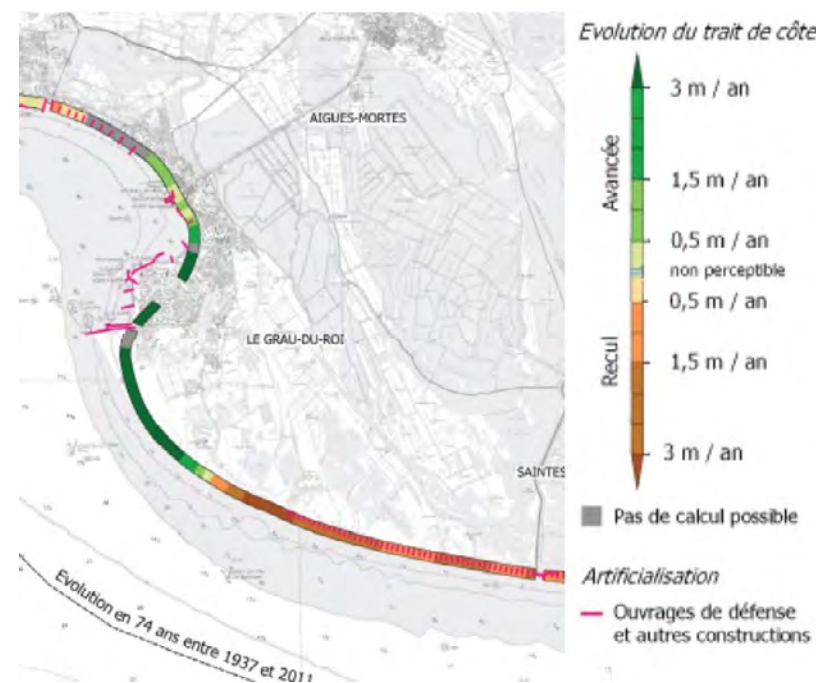 AIGUES-MORTES
LE GRAU-DU-ROI
SAINTES
Evolution en 74 ans entre 1937 et 2011
Evolution du trait de côte
Avancée
3 m / an
1,5 m / an
0,5 m / an
non perceptible
0,5 m / an
Recul
1,5 m / an
3 m / an
Pas de calcul possible
Artificialisation
Ouvrages de défense
et autres constructions